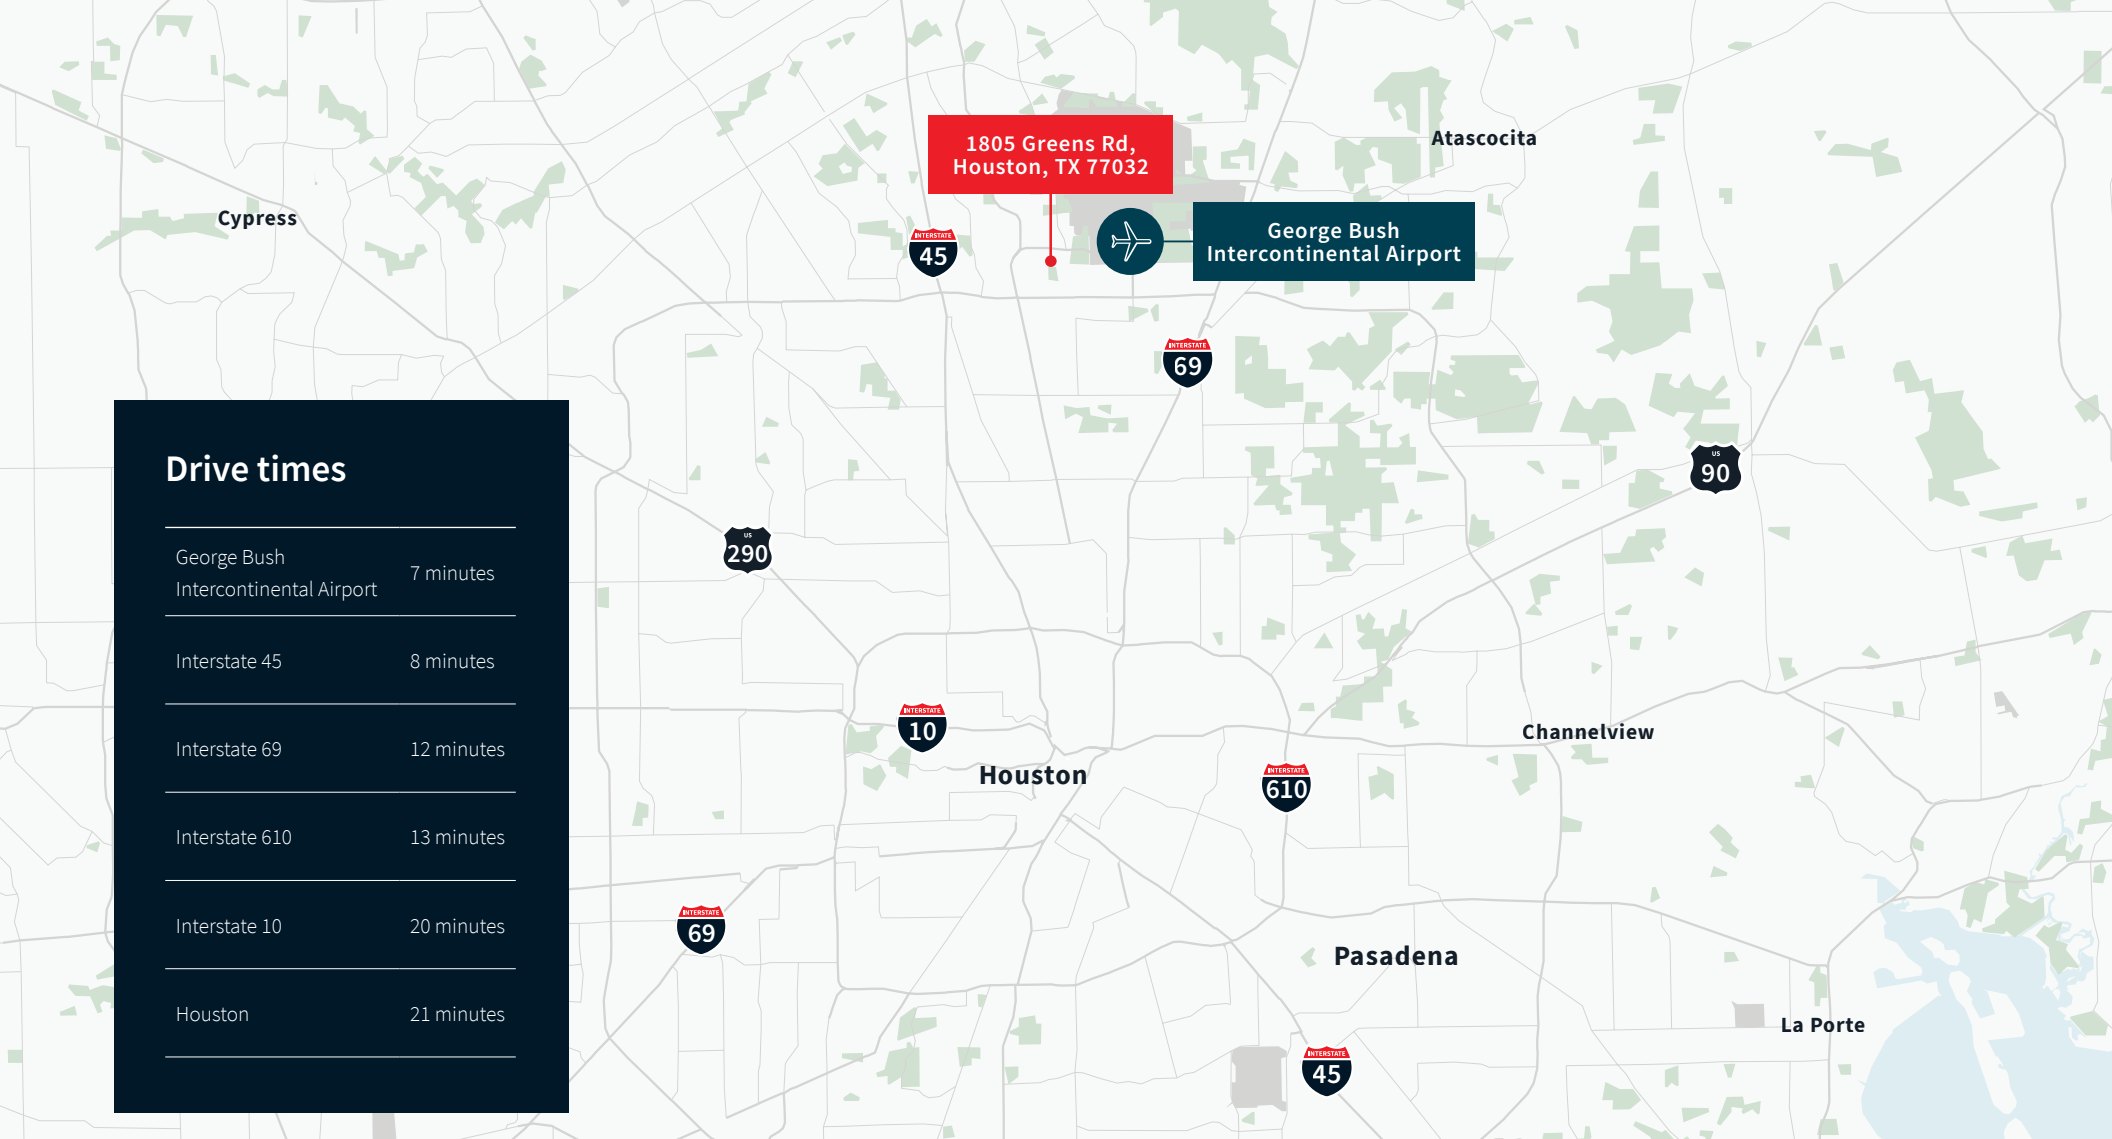 1805 Greens Rd,
Houston, TX 77032
Atascocita
Cypress
George Bush
Intercontinental Airport
INTERSTATE
45
INTERSTATE
69
US
90
US
290
Drive times
George Bush
Intercontinental Airport
7 minutes
Interstate 45
8 minutes
Interstate 69
12 minutes
Interstate 610
13 minutes
Interstate 10
20 minutes
Houston
21 minutes
INTERSTATE
10
Channelview
Houston
INTERSTATE
610
INTERSTATE
69
Pasadena
La Porte
INTERSTATE
45